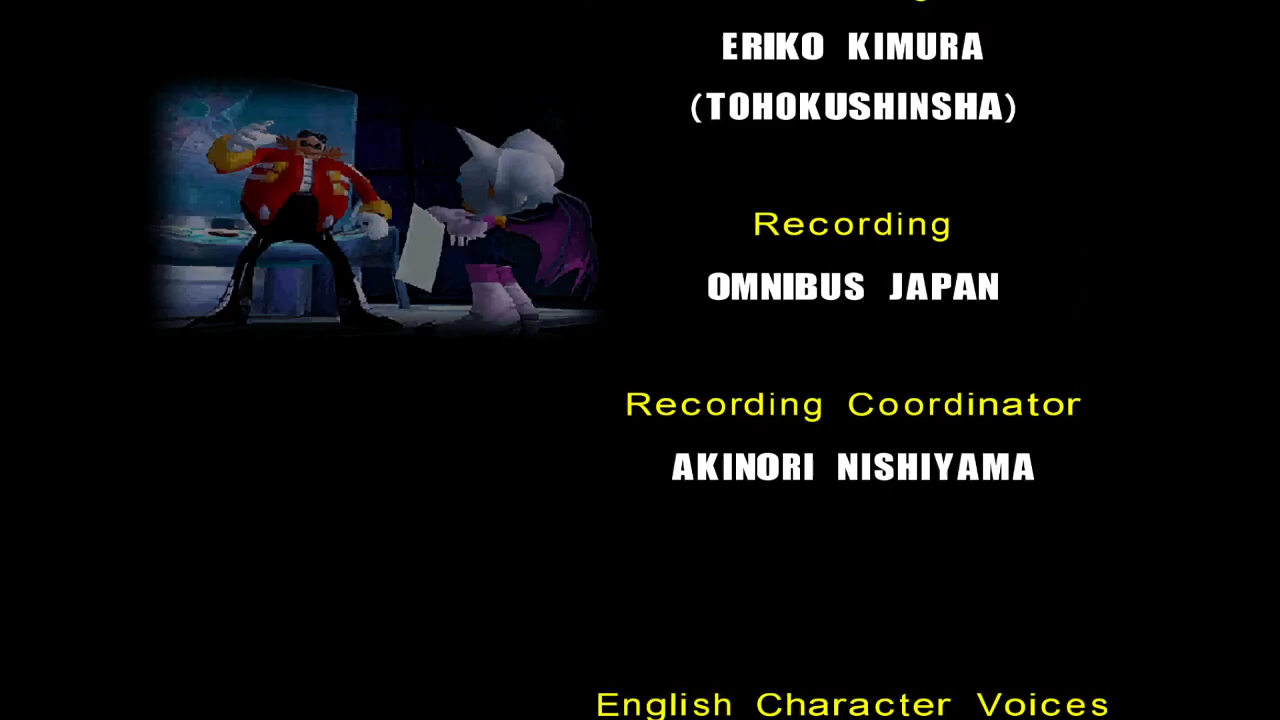 ERIKO KIMURA
(TOHOKUSHINSHA)
Recording
OMNIBUS JAPAN
Recording Coordinator
AKINORI NISHIYAMA
English Character Voices